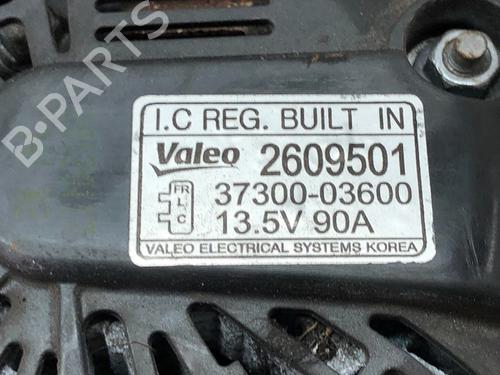 B-PARTS
I.C REG. BUILT IN
Valeo 2609501
FR
L
C
37300-03600
13.5V 90A
VALEO ELECTRICAL SYSTEMS KOREA